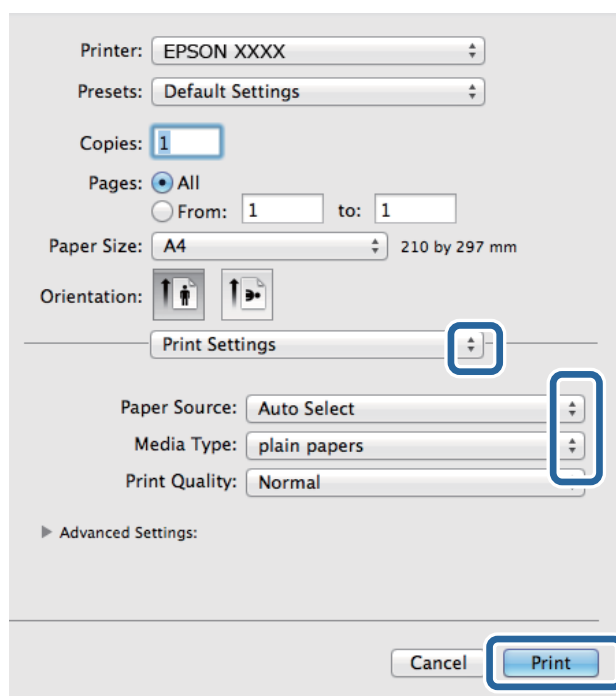 Printer: EPSON XXXX
Presets: Default Settings
Copies: 1
Pages: All
From: 1 to: 1
Paper Size: A4 210 by 297 mm
Orientation:
Print Settings
Paper Source: Auto Select
Media Type: plain papers
Print Quality: Normal
Advanced Settings:
Cancel Print